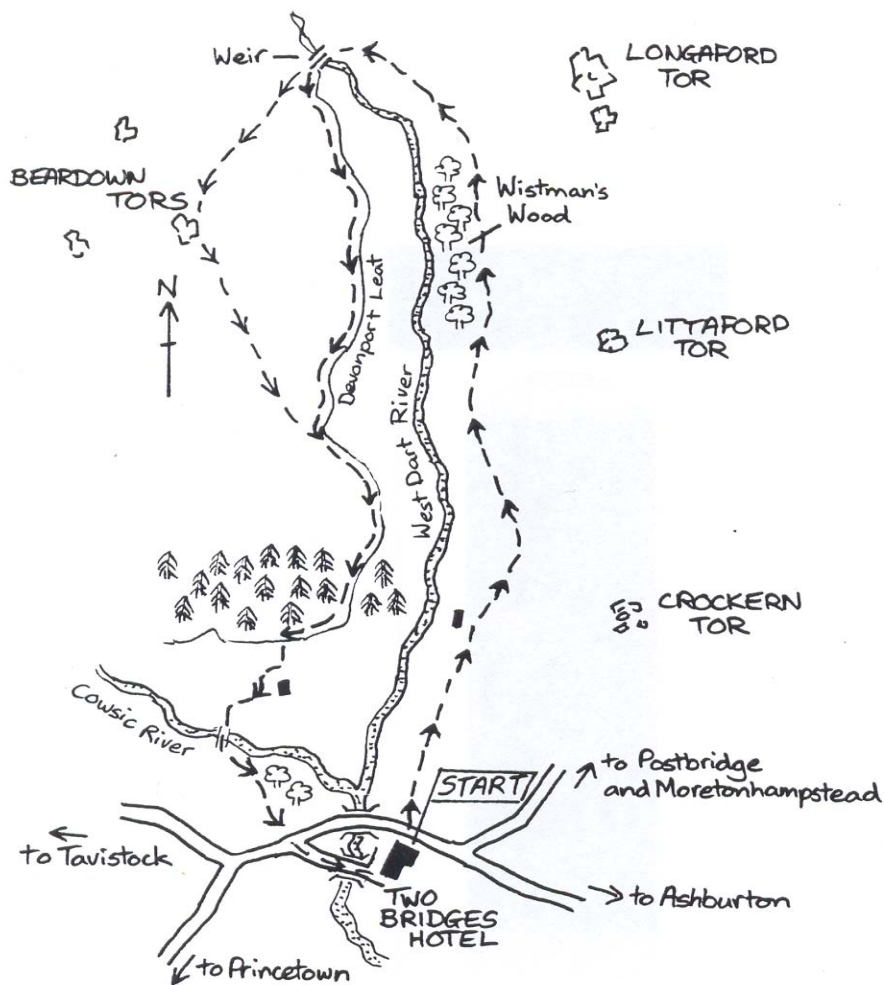 Weir
LONGAFORD
TOR
BEARDOWN
TORS
Wistman's
Wood
N
Devonport Leat
LITTAFORD
TOR
West Dart River
CROCKERN
TOR
Cowsic River
START
to Postbridge
and Moretonhampstead
to Tavistock
to Ashburton
TWO
BRIDGES
HOTEL
to Princetown